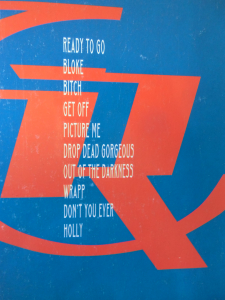 READY TO GO
BLOKE
BITCH
GET OFF
PICTURE ME
DROP DEAD GORGEOUS
OUT OF THE DARKNESS
WRAPP
DON'T YOU EVER
HOLLY